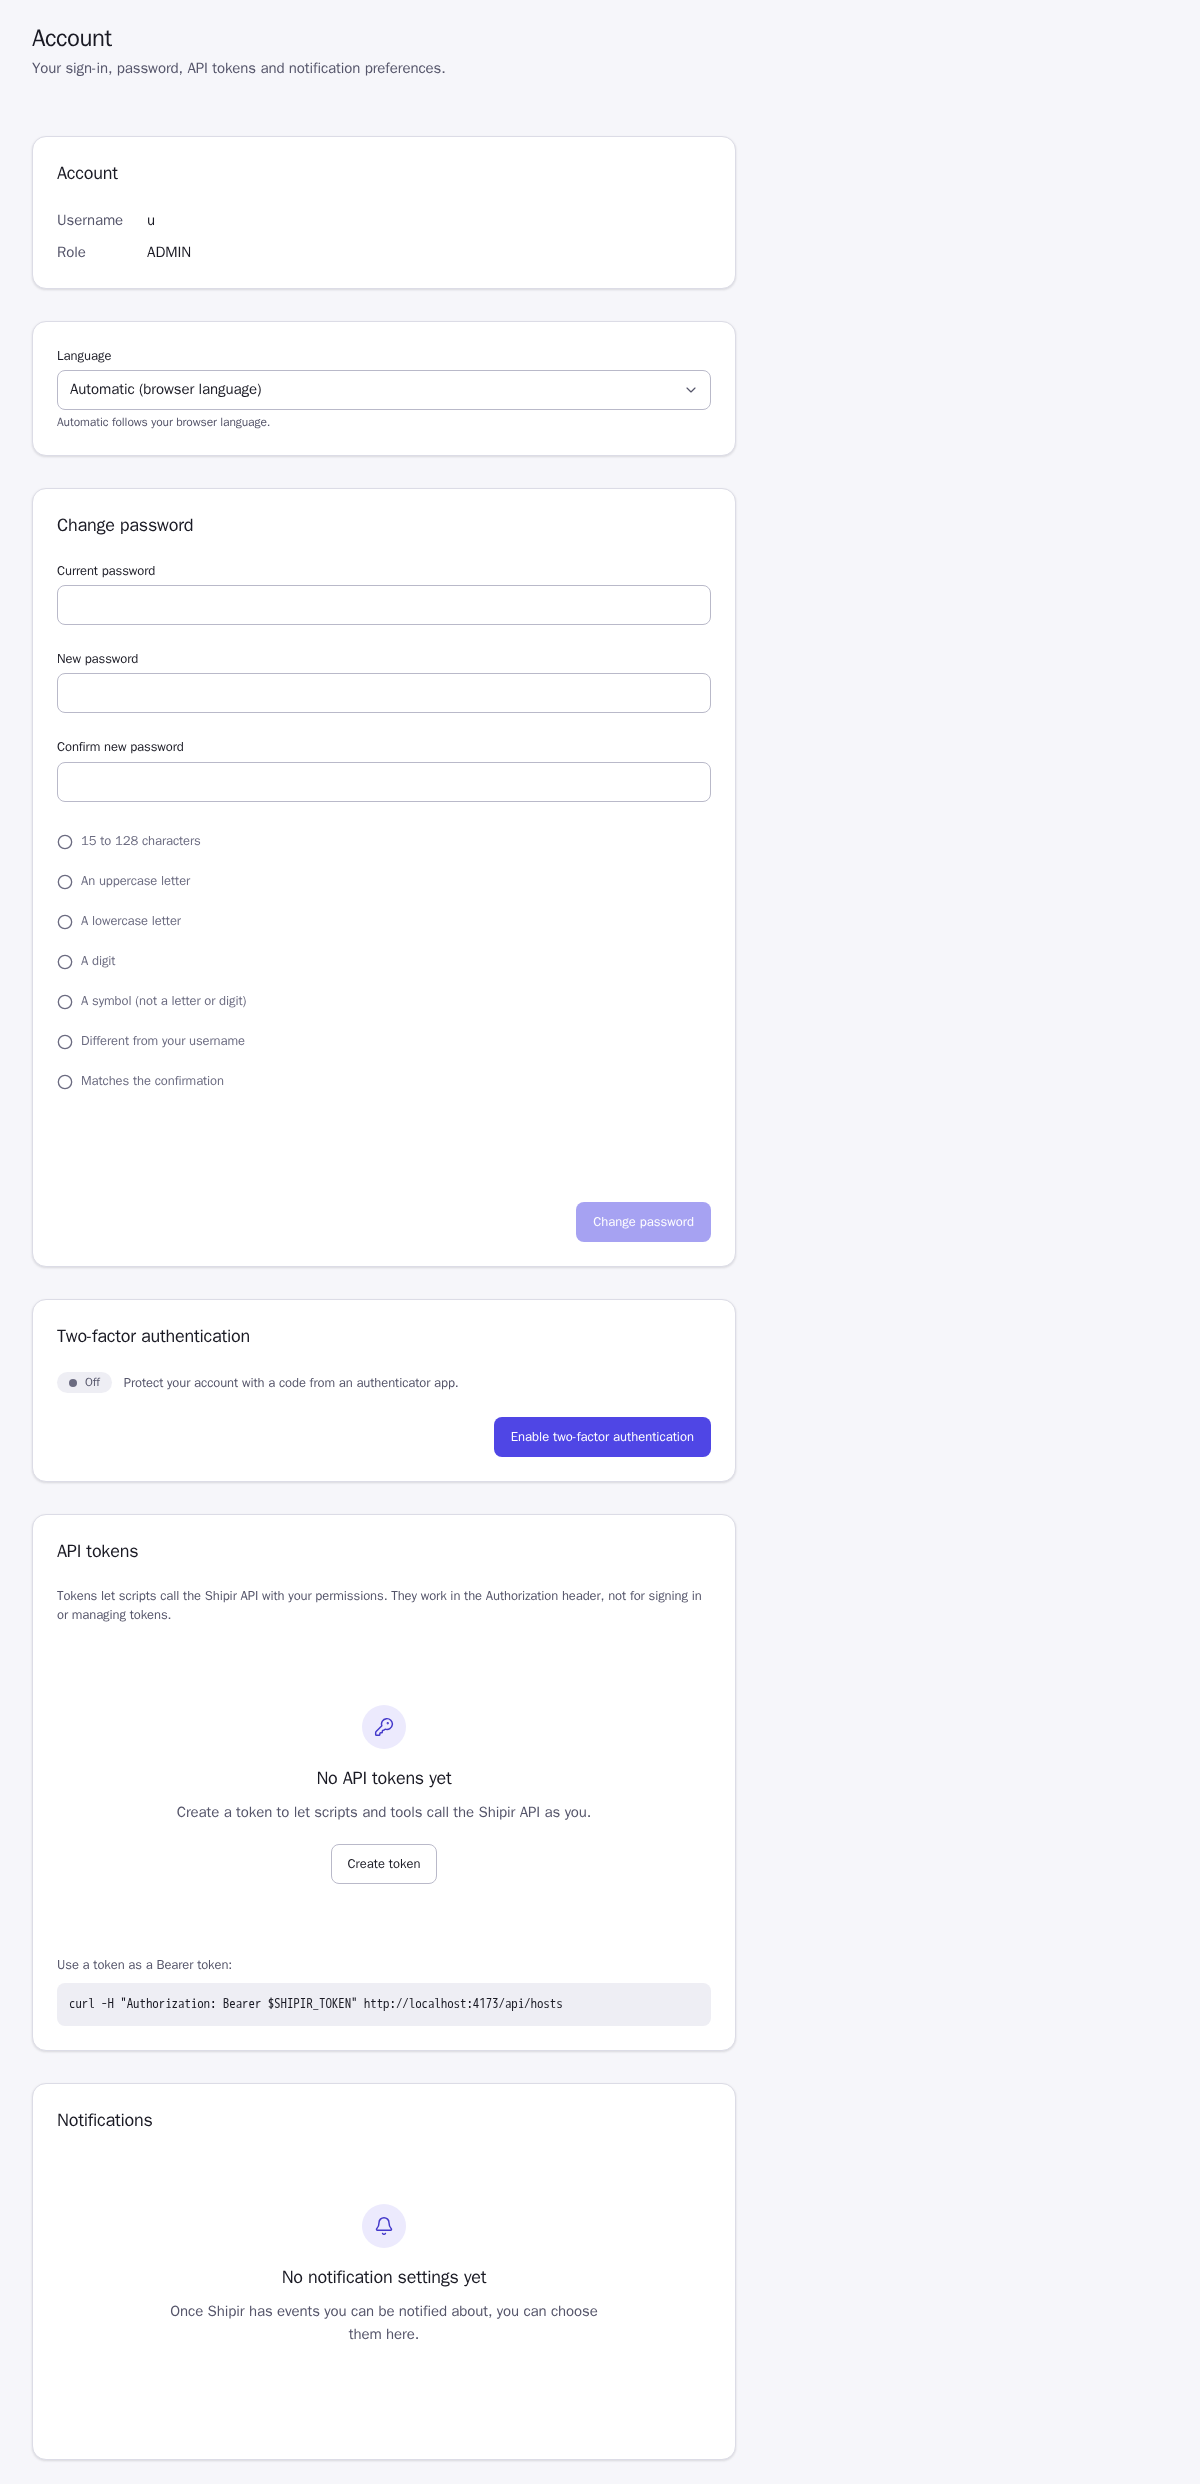 Account
Your sign-in, password, API tokens and notification preferences.
Account
Username u
Role ADMIN
Language
Automatic (browser language)
Automatic follows your browser language.
Change password
Current password
New password
Confirm new password
15 to 128 characters
An uppercase letter
A lowercase letter
A digit
A symbol (not a letter or digit)
Different from your username
Matches the confirmation
Change password
Two-factor authentication
Off Protect your account with a code from an authenticator app.
Enable two-factor authentication
API tokens
Tokens let scripts call the Shipir API with your permissions. They work in the Authorization header, not for signing in
or managing tokens.
No API tokens yet
Create a token to let scripts and tools call the Shipir API as you.
Create token
Use a token as a Bearer token:
curl -H "Authorization: Bearer $SHIPIR_TOKEN" http://localhost:4173/api/hosts
Notifications
No notification settings yet
Once Shipir has events you can be notified about, you can choose
them here.